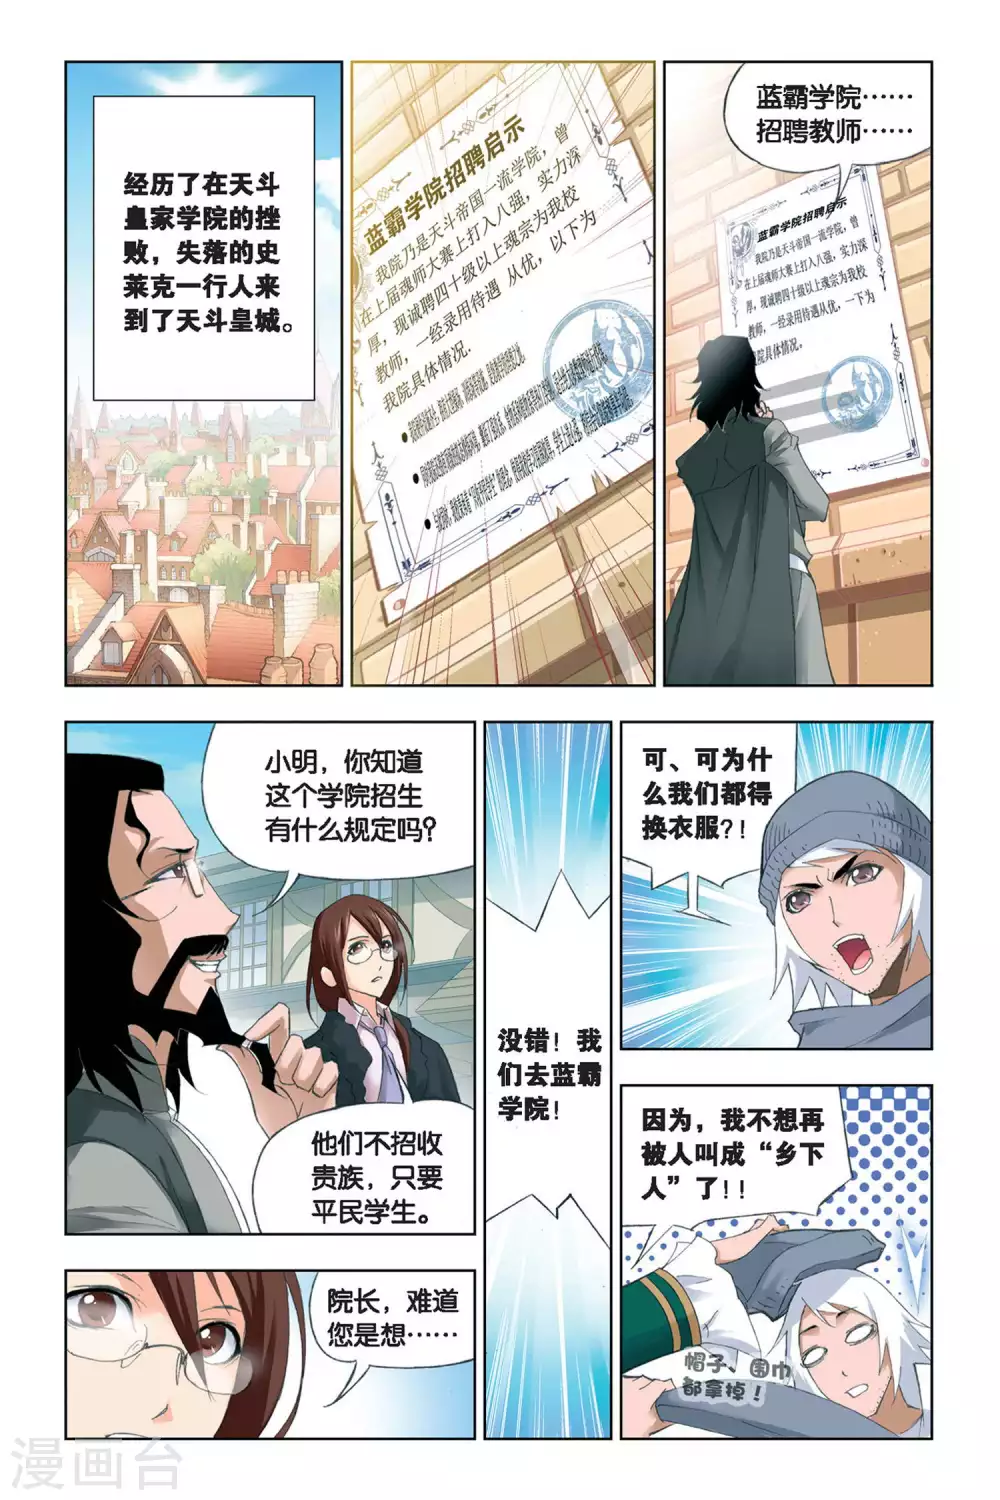 经历了在天斗
皇家学院的挫
败，失落的史
莱克一行人来
到了天斗皇城。
蓝霸学院招聘启示
我院乃是天斗帝国一流学院，曾
在上届魂师大赛上打入八强，实力深
厚，现诚聘四十级以上魂宗为我校
教师，一经录用待遇 从优，以下为
我院具体情况.
蓝霸学院……
招聘教师……
蓝霸学院招聘启示
我院乃是天斗帝国一流学院，曾
在上届魂师大赛上打入八强，实力深
厚，现诚聘四十级以上魂宗为我校
教师，一经录用待遇从优，一下为
我院具体情况.
小明，你知道
这个学院招生
有什么规定吗？
他们不招收
贵族，只要
平民学生。
院长，难道
您是想……
没错！我
们去蓝霸
学院！
可、可为什
么我们都得
换衣服？！
因为，我不想再
被人叫成“乡下
人”了！！
帽子、围巾
都拿掉！
漫画台